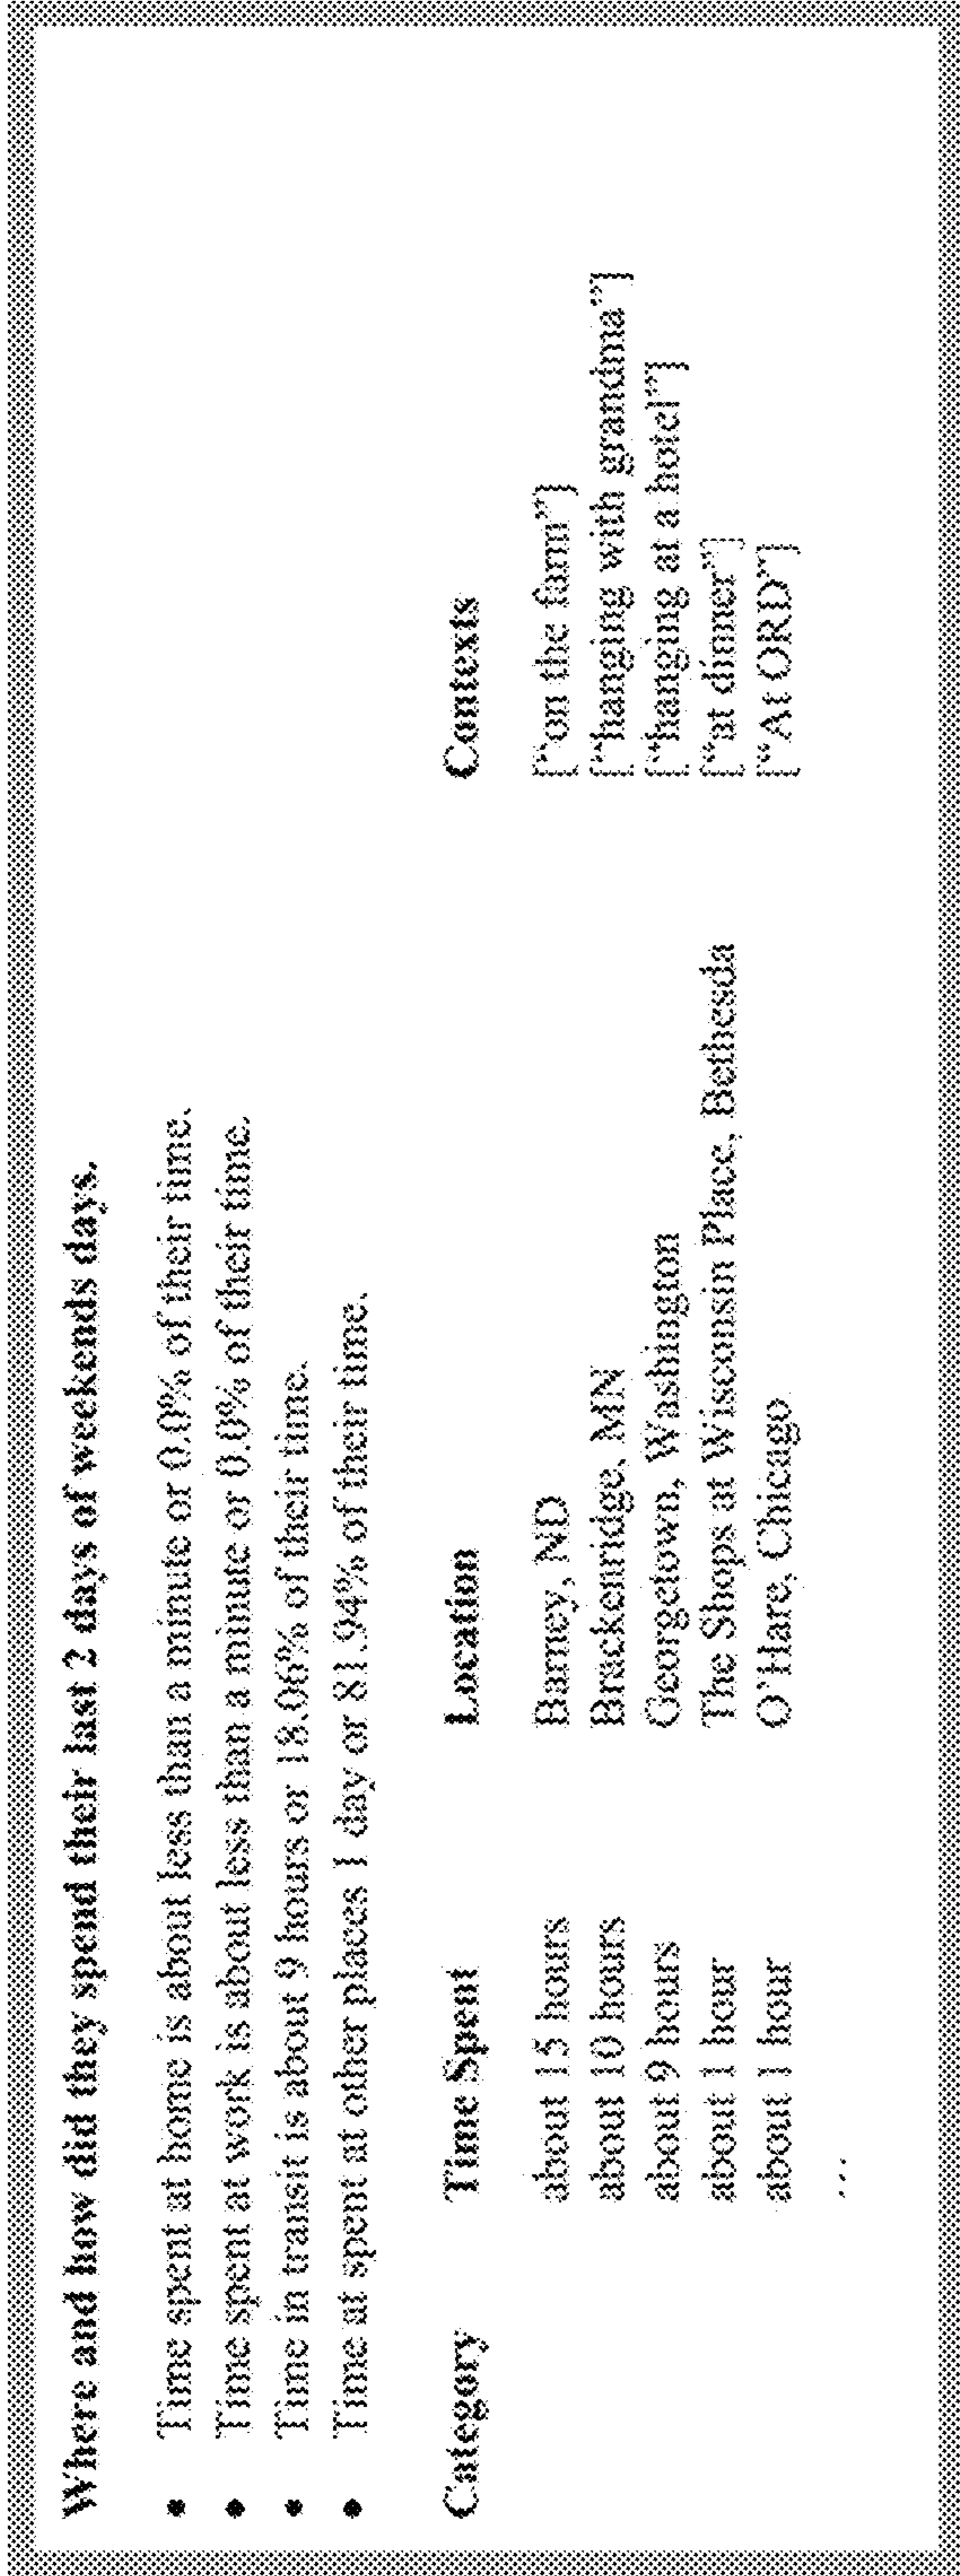 Where and how did they spend their last 2 days of weekends days.
• Time spent at home is about less than a minute or 0.0% of their time.
• Time spent at work is about less than a minute or 0.0% of their time.
• Time in transit is about 9 hours or 18.06% of their time.
• Time at spent at other places 1 day or 81.94% of their time.
Category Time Spent Location Contexts
about 15 hours Barney, ND ["on the farm"]
about 10 hours Breckenridge, MN ["hanging with grandma"]
about 9 hours Georgetown, Washington ["hanging at a hotel"]
about 1 hour The Shops at Wisconsin Place, Bethesda ["at dinner"]
about 1 hour O'Hare, Chicago ["At ORD"]
...